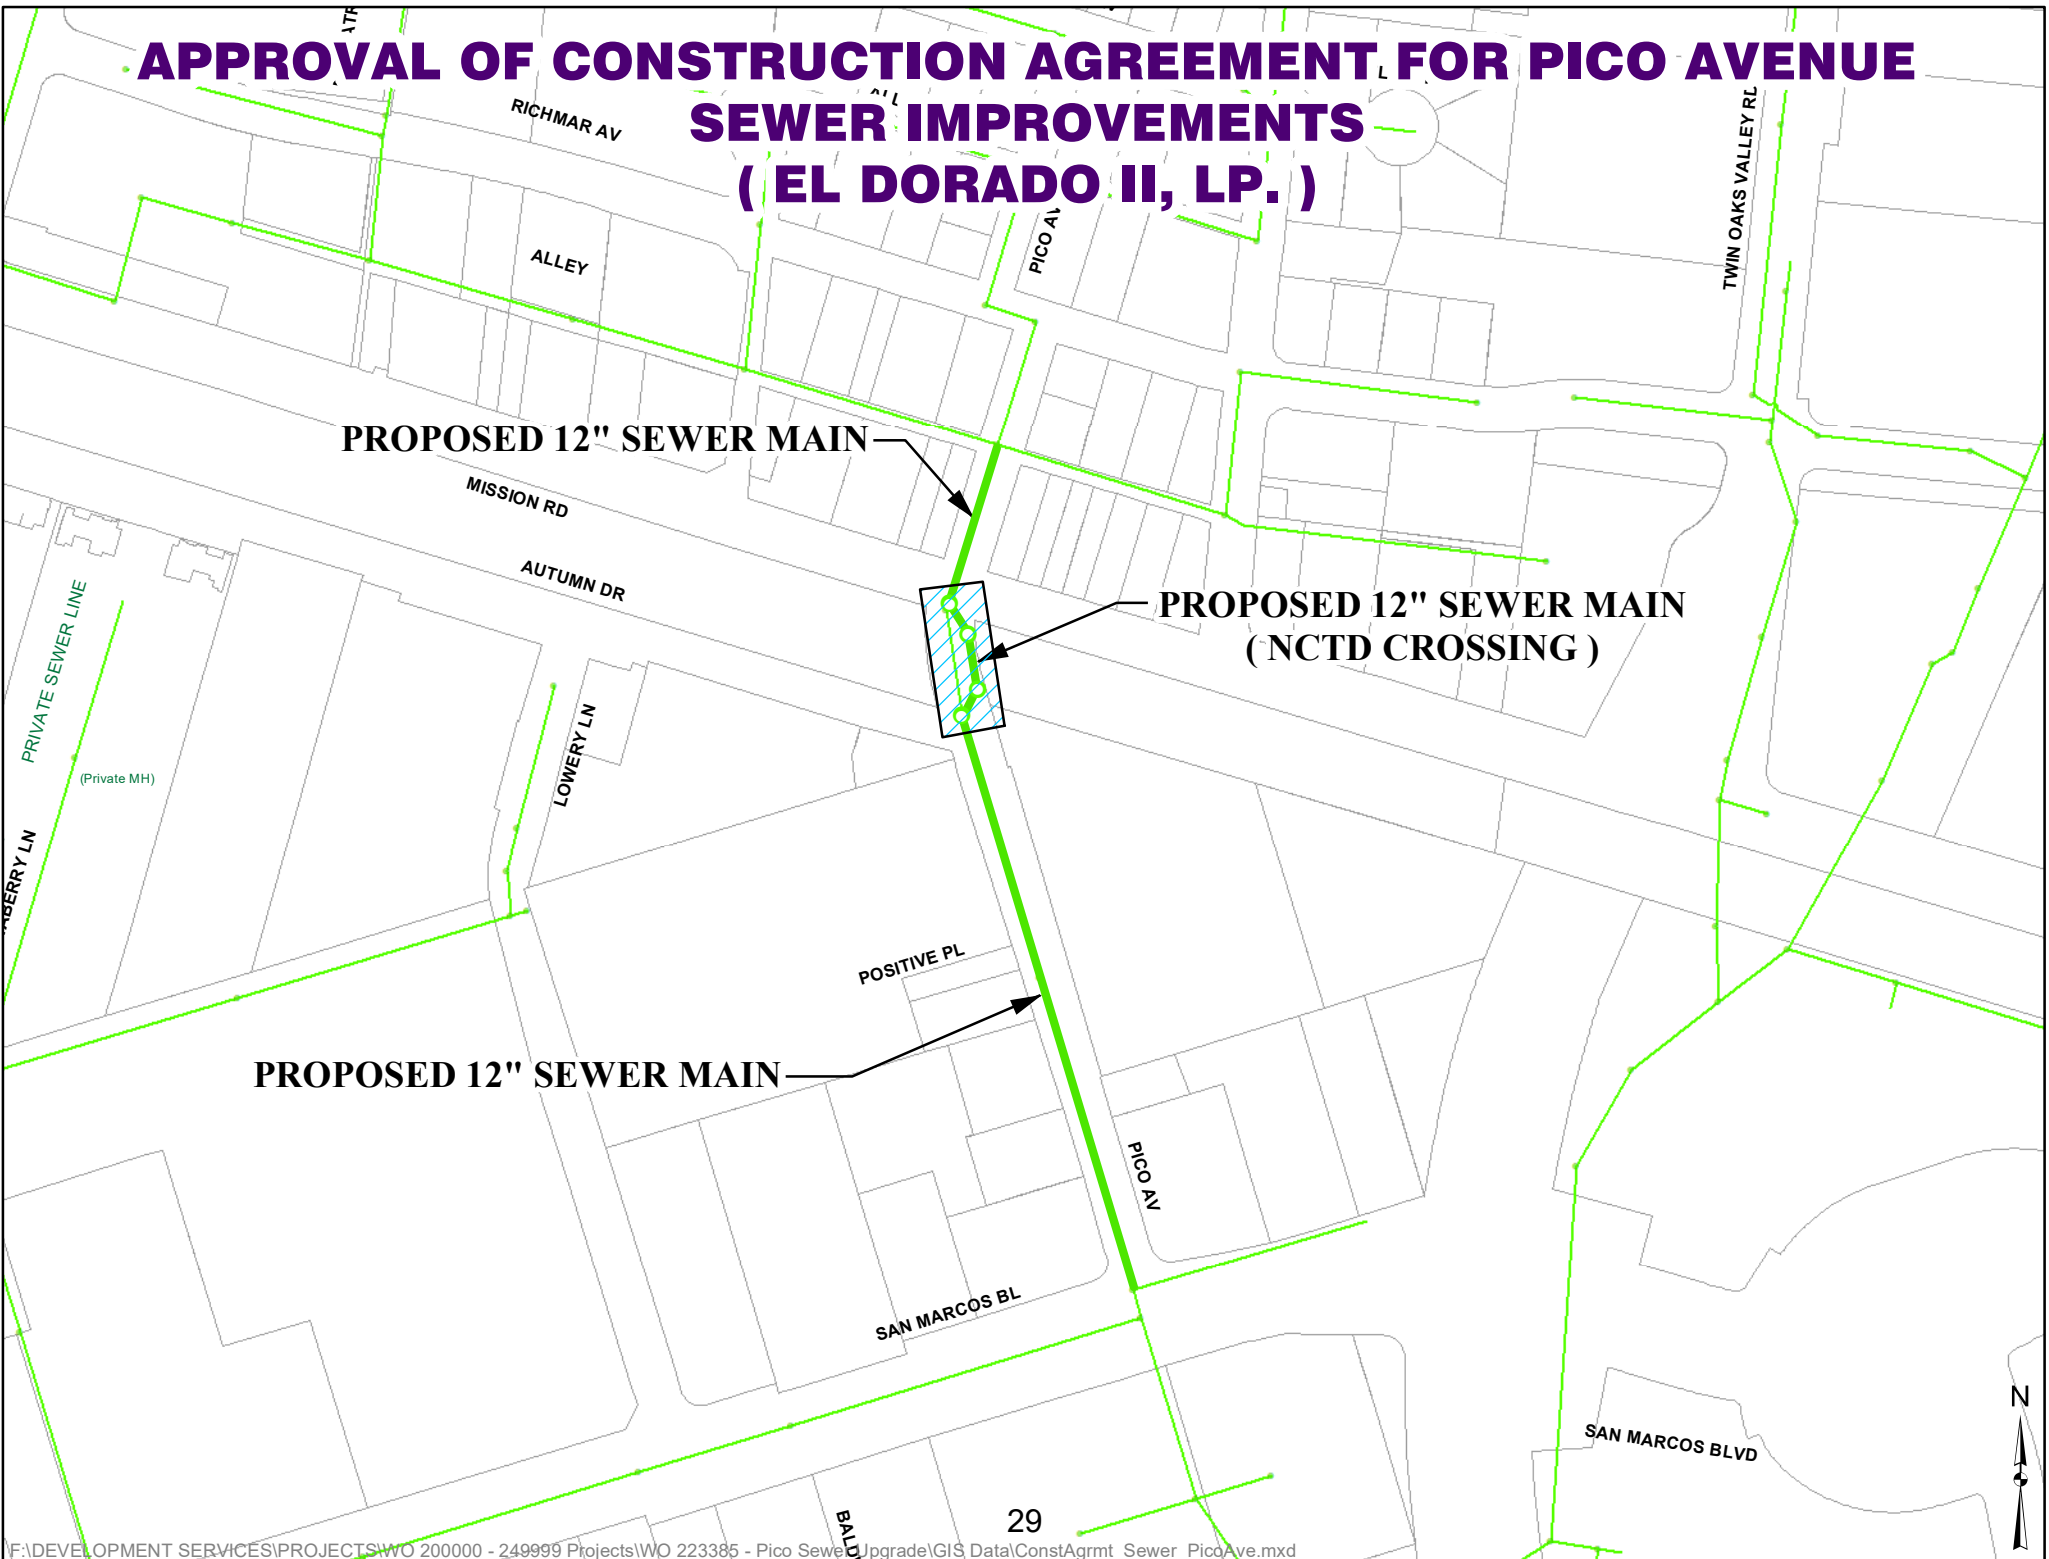 APPROVAL OF CONSTRUCTION AGREEMENT FOR PICO AVENUE
SEWER IMPROVEMENTS
( EL DORADO II, LP. )
RICHMAR AV
ALLEY
PICO AV
TWIN OAKS VALLEY RD
PROPOSED 12" SEWER MAIN
MISSION RD
AUTUMN DR
PROPOSED 12" SEWER MAIN
( NCTD CROSSING )
PRIVATE SEWER LINE
(Private MH)
LOWERY LN
ABERRY LN
POSITIVE PL
PROPOSED 12" SEWER MAIN
PICO AV
SAN MARCOS BL
SAN MARCOS BLVD
N
29
BALD
F:\DEVELOPMENT SERVICES\PROJECTS\WO 200000 - 249999 Projects\WO 223385 - Pico Sewer Upgrade\GIS Data\ConstAgrmt_Sewer_PicoAve.mxd